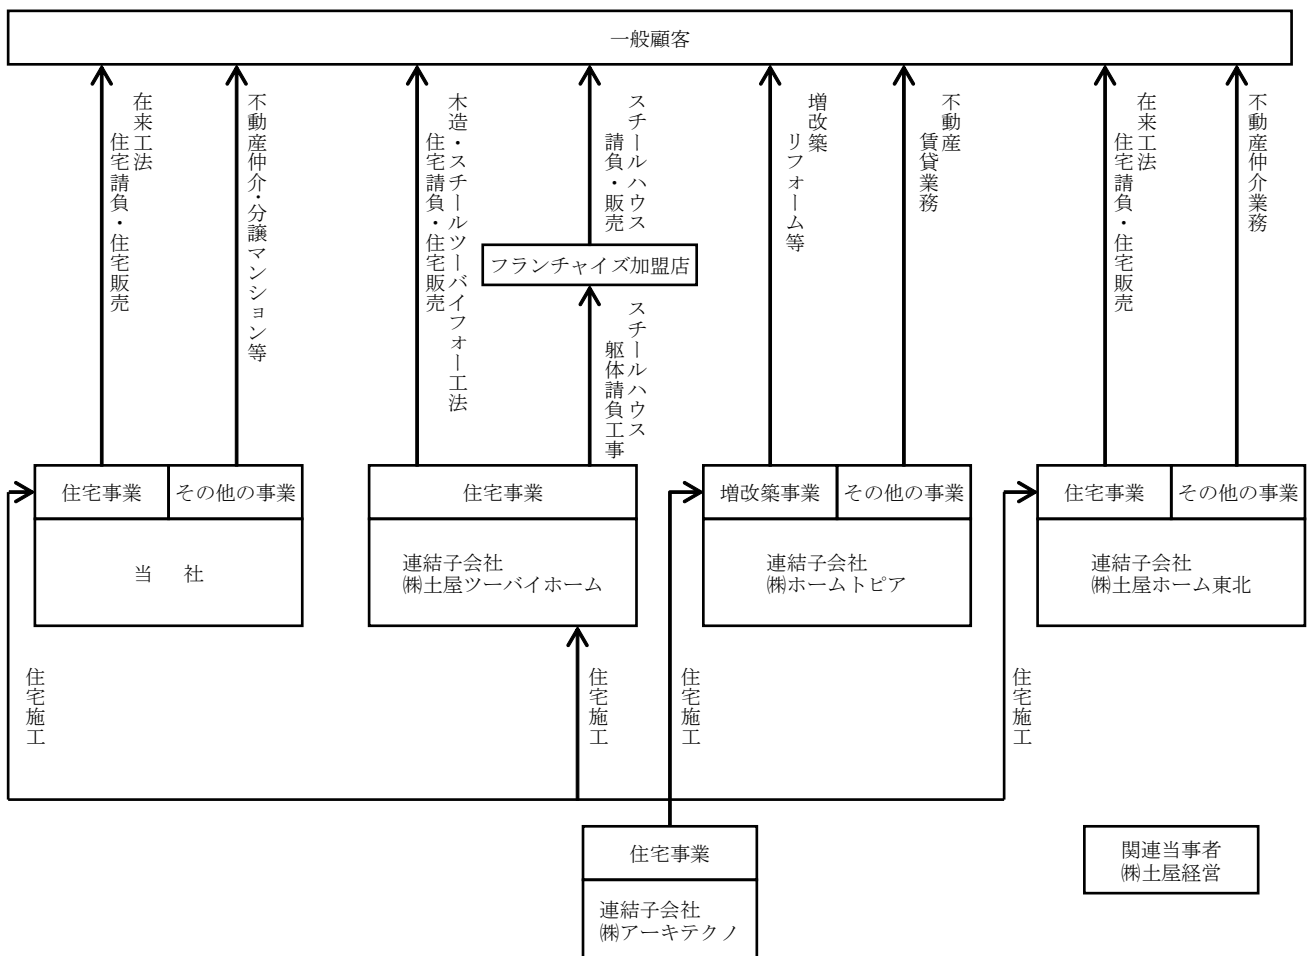 一般顧客
在来工法
住宅請負・住宅販売
不動産仲介・分譲マンション等
木造・スチールツーバイフォー工法
住宅請負・住宅販売
スチールハウス
請負・販売
増改築
リフォーム等
不動産
賃貸業務
在来工法
住宅請負・住宅販売
不動産仲介業務
フランチャイズ加盟店
スチールハウス
躯体請負工事
住宅事業
その他の事業
住宅事業
増改築事業
その他の事業
住宅事業
その他の事業
当 社
連結子会社
㈱土屋ツーバイホーム
連結子会社
㈱ホームトピア
連結子会社
㈱土屋ホーム東北
住宅施工
住宅施工
住宅施工
住宅施工
住宅事業
連結子会社
㈱アーキテクノ
関連当事者
㈱土屋経営